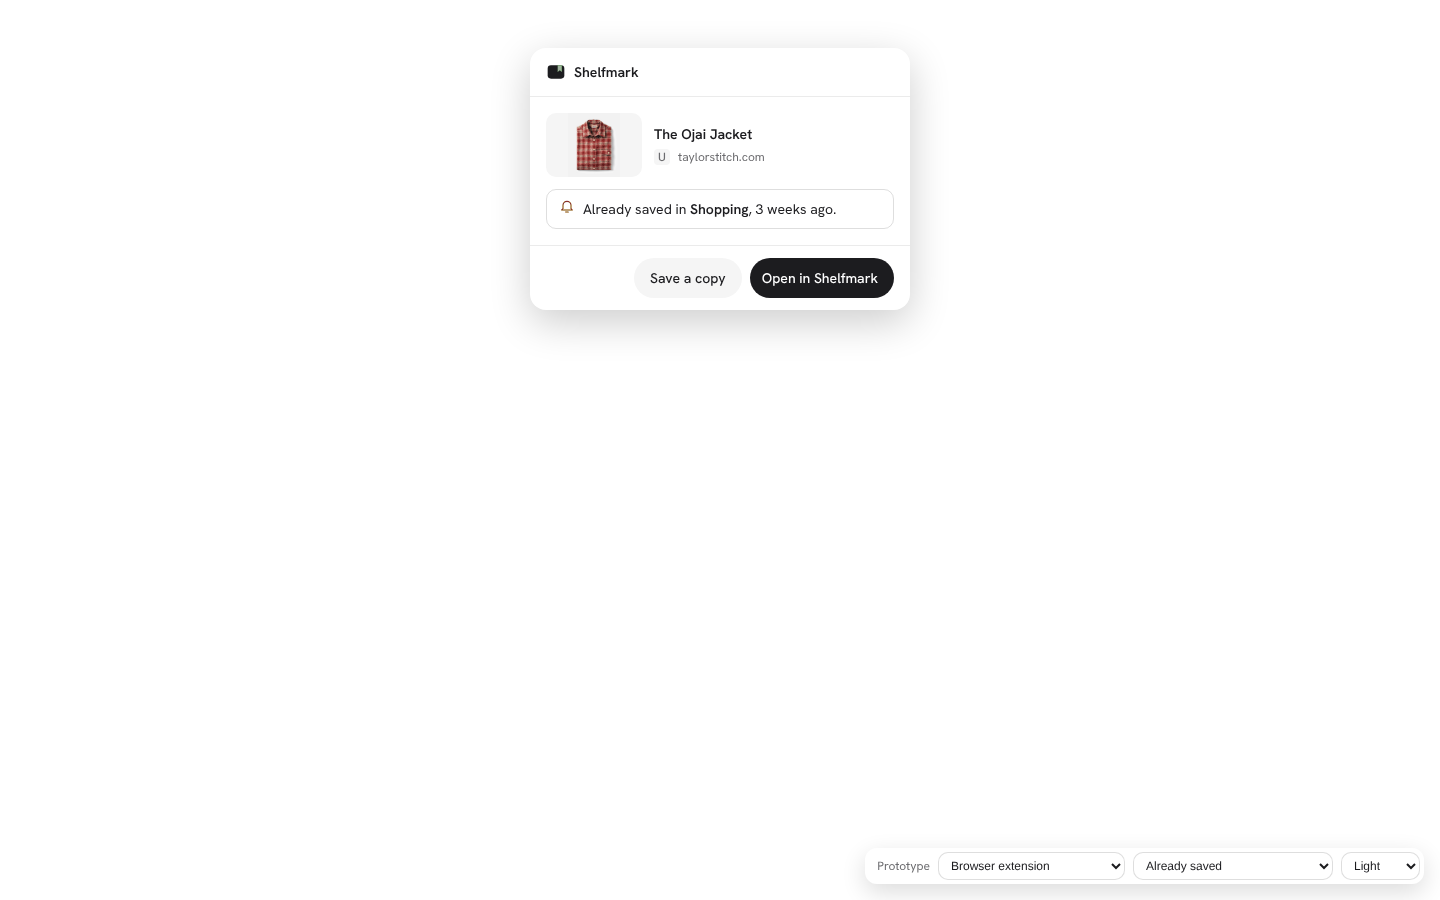 Shelfmark
The Ojai Jacket
U taylorstitch.com
Already saved in Shopping, 3 weeks ago.
Save a copy
Open in Shelfmark
Prototype
Browser extension
Already saved
Light